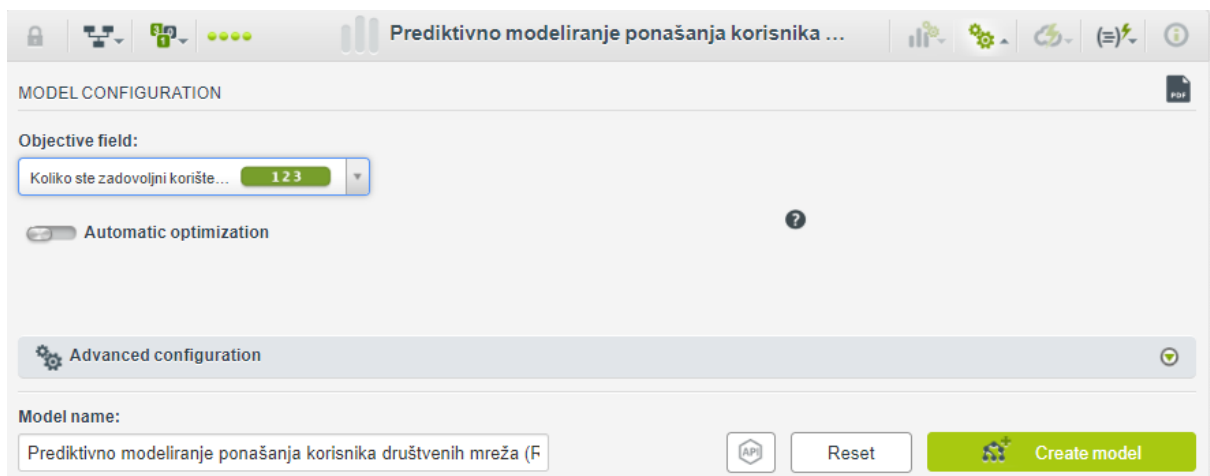 Prediktivno modeliranje ponašanja korisnika ...
MODEL CONFIGURATION
PDF
Objective field:
Koliko ste zadovoljni korište... 123
Automatic optimization
?
Advanced configuration
Model name:
Prediktivno modeliranje ponašanja korisnika društvenih mreža (F
API Reset Create model